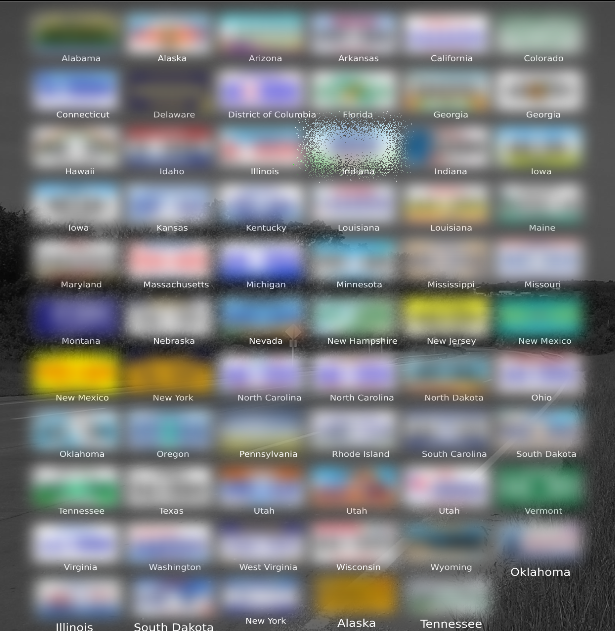 Alabama Alaska Arizona Arkansas California Colorado
Connecticut Delaware District of Columbia Florida Georgia Georgia
Hawaii Idaho Illinois Indiana Indiana Iowa
Iowa Kansas Kentucky Louisiana Louisiana Maine
Maryland Massachusetts Michigan Minnesota Mississippi Missouri
Montana Nebraska Nevada New Hampshire New Jersey New Mexico
New Mexico New York North Carolina North Carolina North Dakota Ohio
Oklahoma Oregon Pennsylvania Rhode Island South Carolina South Dakota
Tennessee Texas Utah Utah Utah Vermont
Virginia Washington West Virginia Wisconsin Wyoming Oklahoma
Illinois South Dakota New York Alaska Tennessee